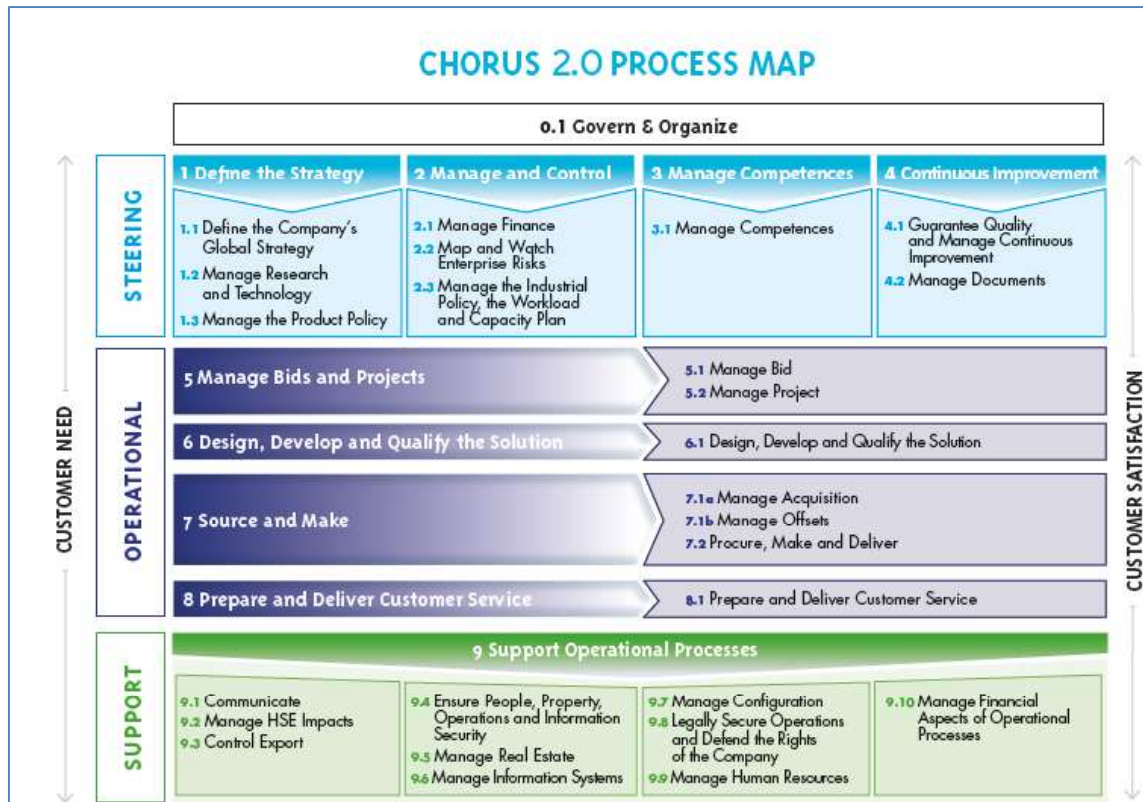 CHORUS 2.0 PROCESS MAP
0.1 Govern & Organize
CUSTOMER NEED
STEERING
1 Define the Strategy
1.1 Define the Company's
Global Strategy
1.2 Manage Research
and Technology
1.3 Manage the Product Policy
2 Manage and Control
2.1 Manage Finance
2.2 Map and Watch
Enterprise Risks
2.3 Manage the Industrial
Policy, the Workload
and Capacity Plan
3 Manage Competences
3.1 Manage Competences
4 Continuous Improvement
4.1 Guarantee Quality
and Manage Continuous
Improvement
4.2 Manage Documents
OPERATIONAL
5 Manage Bids and Projects
5.1 Manage Bid
5.2 Manage Project
6 Design, Develop and Qualify the Solution
6.1 Design, Develop and Qualify the Solution
7 Source and Make
7.1a Manage Acquisition
7.1b Manage Offsets
7.2 Procure, Make and Deliver
8 Prepare and Deliver Customer Service
8.1 Prepare and Deliver Customer Service
SUPPORT
9 Support Operational Processes
9.1 Communicate
9.2 Manage HSE Impacts
9.3 Control Export
9.4 Ensure People, Property,
Operations and Information
Security
9.5 Manage Real Estate
9.6 Manage Information Systems
9.7 Manage Configuration
9.8 Legally Secure Operations
and Defend the Rights
of the Company
9.9 Manage Human Resources
9.10 Manage Financial
Aspects of Operational
Processes
CUSTOMER SATISFACTION